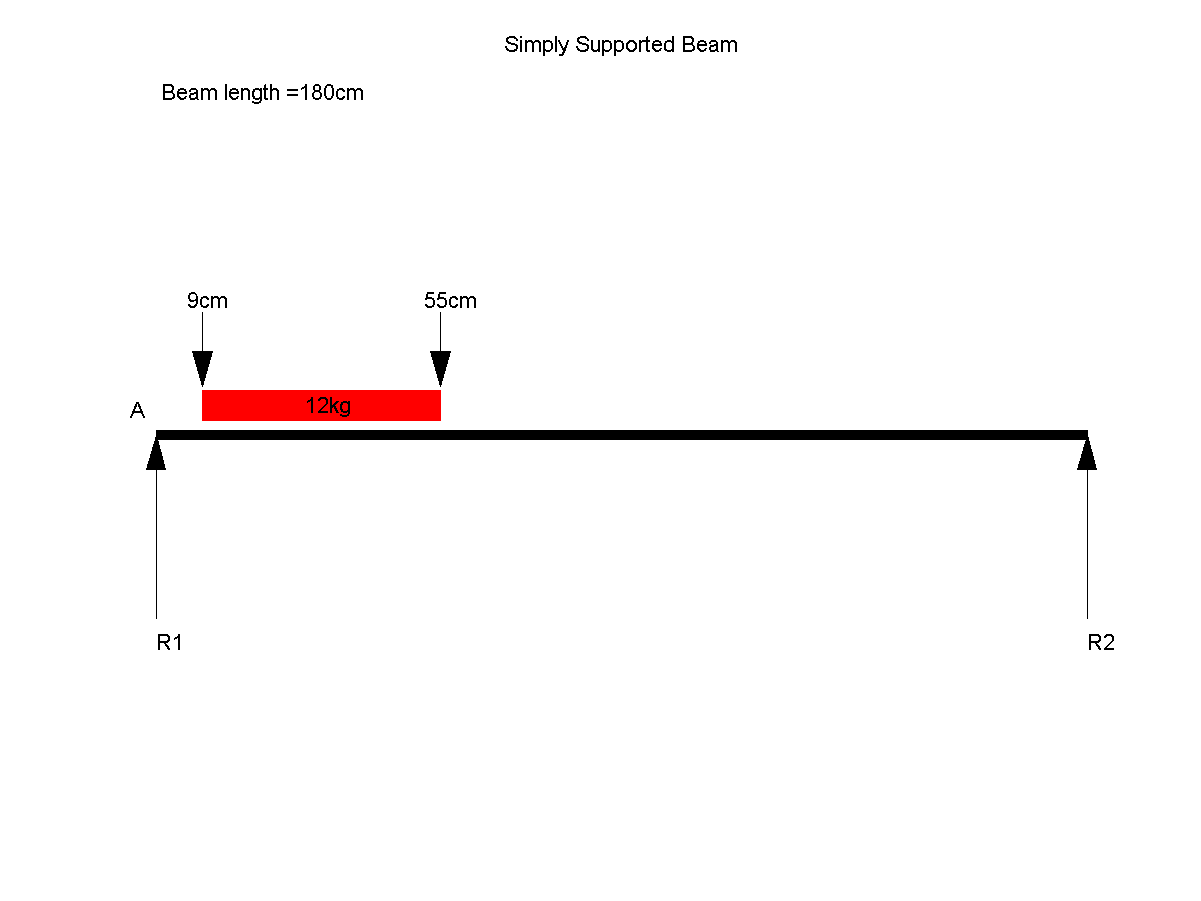 Simply Supported Beam
Beam length =180cm
9cm
55cm
12kg
A
R1
R2